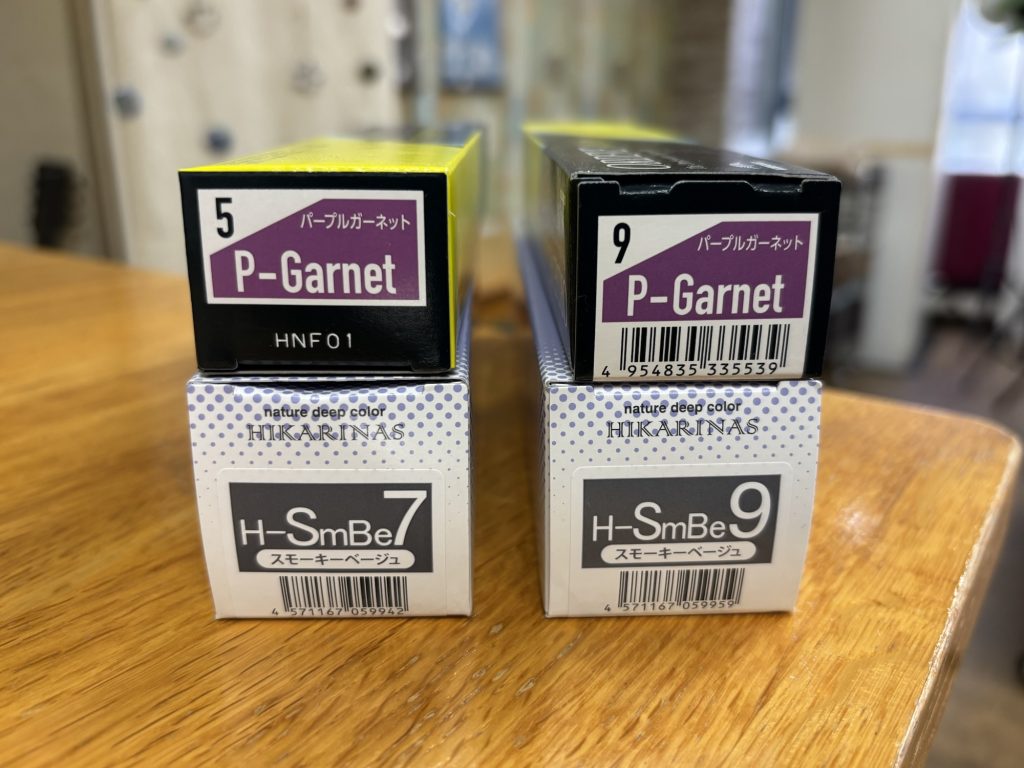 5
パープルガーネット
P-Garnet
HNF01
9
パープルガーネット
P-Garnet
4 954835 335539
nature deep color
HIKARINAS
H-SmBe7
スモーキーベージュ
4 571167 059942
nature deep color
HIKARINAS
H-SmBe9
スモーキーベージュ
4 571167 059959